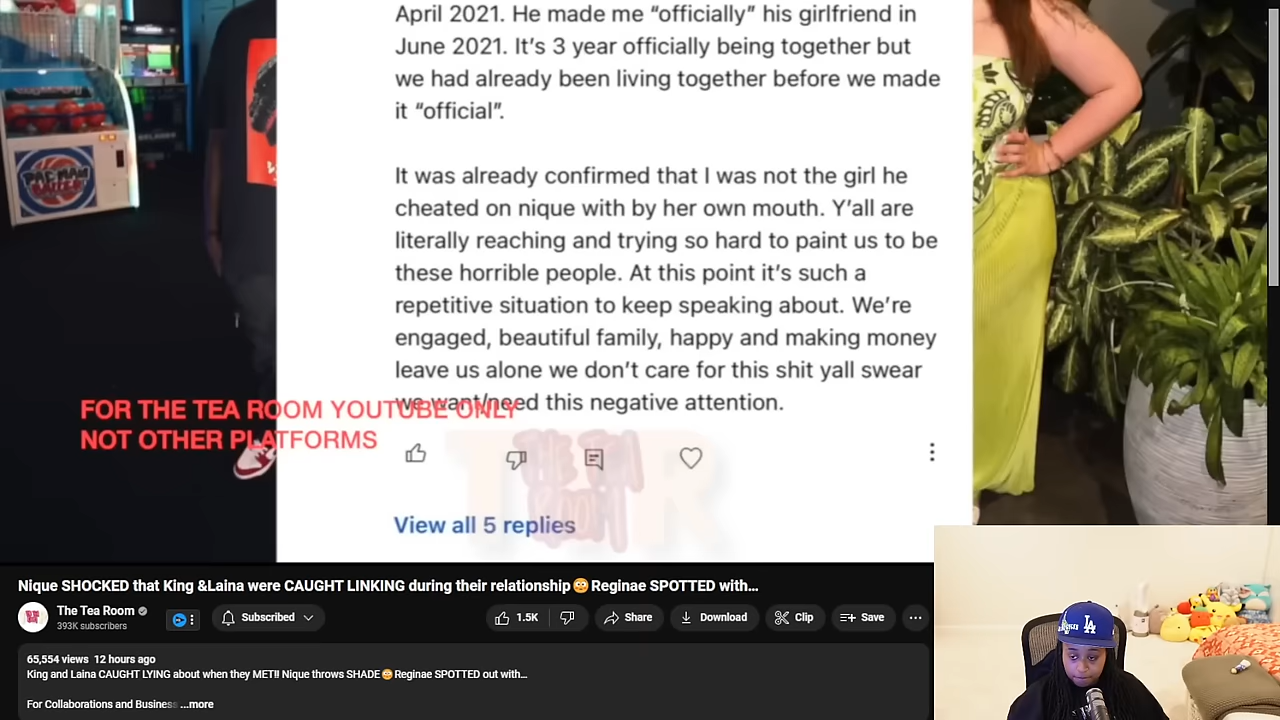 April 2021. He made me “officially” his girlfriend in
June 2021. It’s 3 year officially being together but
we had already been living together before we made
it “official”.
It was already confirmed that I was not the girl he
cheated on nique with by her own mouth. Y’all are
literally reaching and trying so hard to paint us to be
these horrible people. At this point it’s such a
repetitive situation to keep speaking about. We’re
engaged, beautiful family, happy and making money
leave us alone we don’t care for this shit yall swear
we want/need this negative attention.
PAC-MAN
FOR THE TEA ROOM YOUTUBE ONLY
NOT OTHER PLATFORMS
View all 5 replies
Nique SHOCKED that King &Laina were CAUGHT LINKING during their relationship😳Reginae SPOTTED with...
The Tea Room
393K subscribers
Subscribed
1.5K
Share
Download
Clip
Save
65,554 views 12 hours ago
King and Laina CAUGHT LYING about when they MET!! Nique throws SHADE😳Reginae SPOTTED out with...
For Collaborations and Business ...more
LA